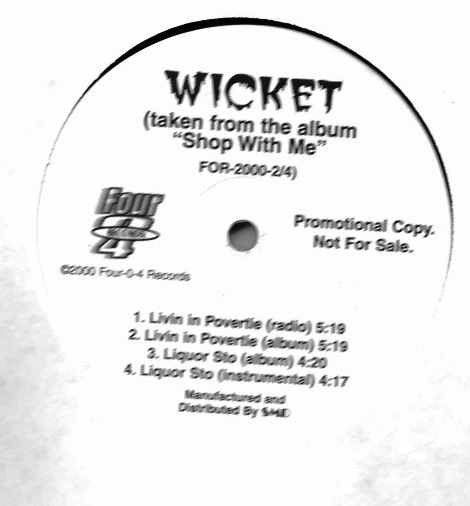 WICKET
(taken from the album
“Shop With Me”
FOR-2000-2/4)
Four
4
RECORDS
Promotional Copy.
Not For Sale.
©2000 Four-0-4 Records
1. Livin in Povertie (radio) 5:19
2. Livin in Povertie (album) 5:19
3. Liquor Sto (album) 4:20
4. Liquor Sto (instrumental) 4:17
Manufactured and
Distributed By